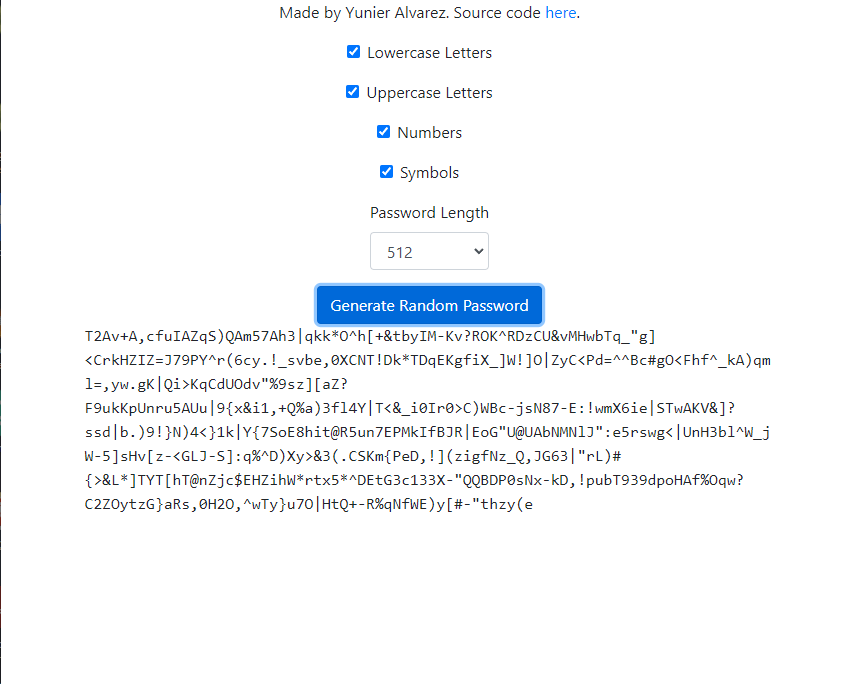 Made by Yunier Alvarez. Source code here.
Lowercase Letters
Uppercase Letters
Numbers
Symbols
Password Length
512
Generate Random Password
T2Av+A,cfuIAZqS)QAm57Ah3|qkk*O^h[+&tbyIM-Kv?ROK^RDzCU&vMHwbTq_"g]
<CrkHZIZ=J79PY^r(6cy.!_svbe,0XCNT!Dk*TDqEKgfiX_]W!]O|ZyC<Pd=^^Bc#gO<Fhf^_kA)qm
l=,yw.gK|Qi>KqCdUOdv"%9sz][aZ?
F9ukKpUnru5AUu|9{x&i1,+Q%a)3fl4Y|T<&_i0Ir0>C)WBc-jsN87-E:!wmX6ie|STwAKV&]?
ssd|b.)9!}N)4<}1k|Y{7SoE8hit@R5un7EPMkIfBJR|EoG"U@UAbNMNlJ":e5rswg<|UnH3bl^W_j
W-5]sHv[z-<GLJ-S]:q%^D)Xy>&3(.CSKm{PeD,!](zigfNz_Q,JG63|"rL)#
{>&L*]TYT[hT@nZjc$EHZihW*rtx5*^DEtG3c133X-"QQBDP0sNx-kD,!pubT939dpoHAf%Oqw?
C2ZOytzG}aRs,0H2O,^wTy}u7O|HtQ+-R%qNfWE)y[#-"thzy(e